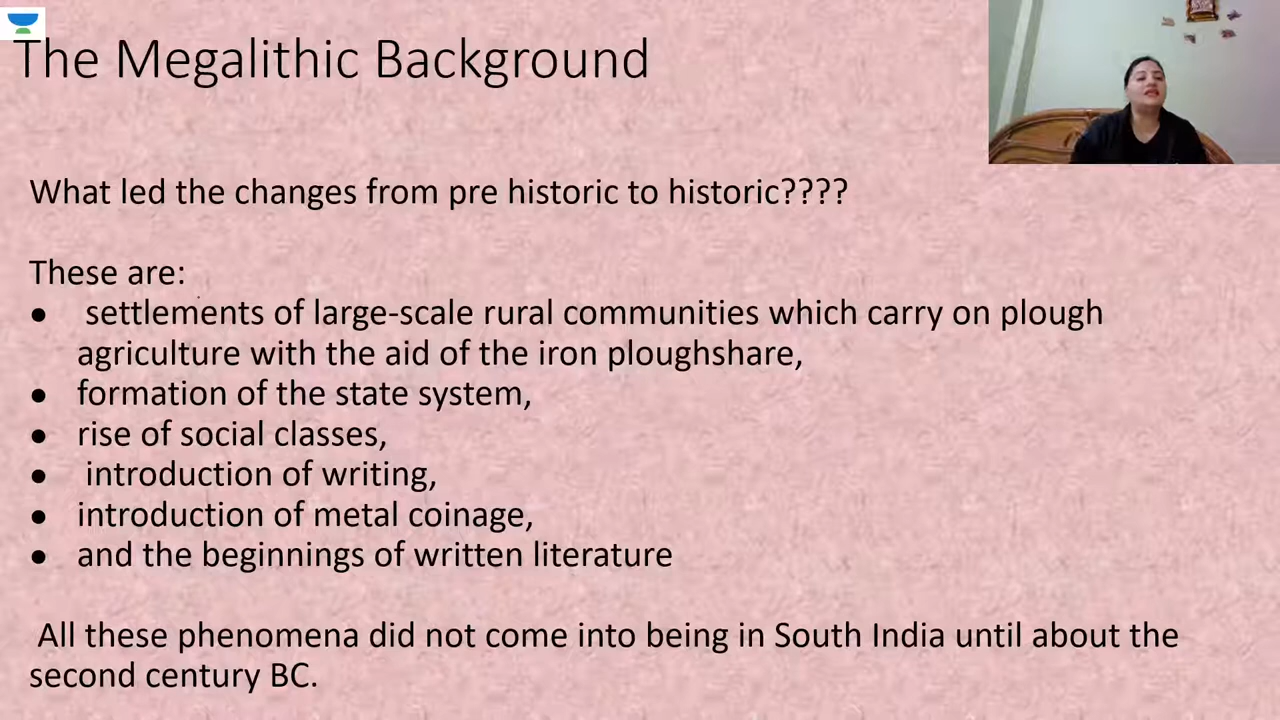 The Megalithic Background
What led the changes from pre historic to historic????
These are:
● settlements of large-scale rural communities which carry on plough
agriculture with the aid of the iron ploughshare,
● formation of the state system,
● rise of social classes,
● introduction of writing,
● introduction of metal coinage,
● and the beginnings of written literature
All these phenomena did not come into being in South India until about the
second century BC.